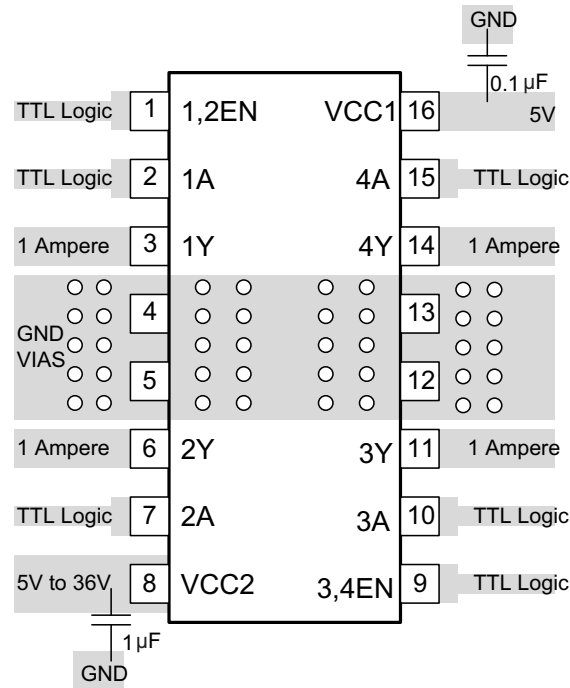 GND
0.1 μF
TTL Logic 1 1,2EN VCC1 16 5V
TTL Logic 2 1A 4A 15 TTL Logic
1 Ampere 3 1Y 4Y 14 1 Ampere
4 13
GND
VIAS
5 12
1 Ampere 6 2Y 3Y 11 1 Ampere
TTL Logic 7 2A 3A 10 TTL Logic
5V to 36V 8 VCC2 3,4EN 9 TTL Logic
1 μF
GND